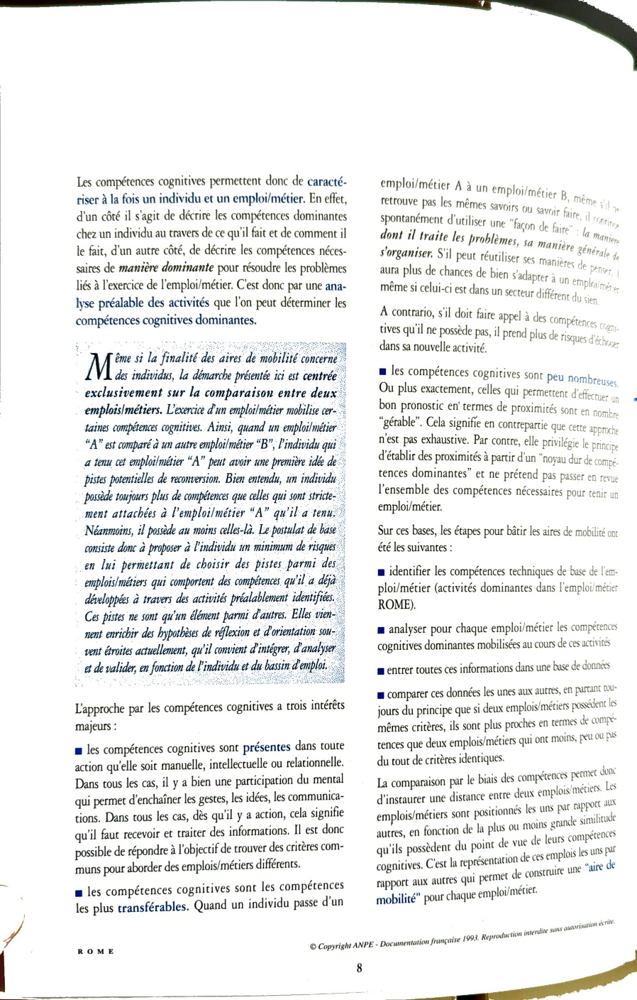 Les compétences cognitives permettent donc de caracté-
riser à la fois un individu et un emploi/métier. En effet,
d'un côté il s'agit de décrire les compétences dominantes
chez un individu au travers de ce qu'il fait et de comment il
le fait, d'un autre côté, de décrire les compétences néces-
saires de manière dominante pour résoudre les problèmes
liés à l'exercice de l'emploi/métier. C'est donc par une ana-
lyse préalable des activités que l'on peut déterminer les
compétences cognitives dominantes.
Même si la finalité des aires de mobilité concerne
des individus, la démarche présentée ici est centrée
exclusivement sur la comparaison entre deux
emplois/métiers. L'exercice d'un emploi/métier mobilise cer-
taines compétences cognitives. Ainsi, quand un emploi/métier
“A” est comparé à un autre emploi/métier “B”, l'individu qui
a tenu cet emploi/métier “A” peut avoir une première idée de
pistes potentielles de reconversion. Bien entendu, un individu
possède toujours plus de compétences que celles qui sont stricte-
ment attachées à l'emploi/métier “A” qu'il a tenu.
Néanmoins, il possède au moins celles-là. Le postulat de base
consiste donc à proposer à l'individu un minimum de risques
en lui permettant de choisir des pistes parmi des
emplois/métiers qui comportent des compétences qu'il a déjà
développées à travers des activités préalablement identifiées.
Ces pistes ne sont qu'un élément parmi d'autres. Elles vien-
nent enrichir des hypothèses de réflexion et d'orientation sou-
vent étroites actuellement, qu'il convient d'intégrer, d'analyser
et de valider, en fonction de l'individu et du bassin d'emploi.
L'approche par les compétences cognitives a trois intérêts
majeurs :
■ les compétences cognitives sont présentes dans toute
action qu'elle soit manuelle, intellectuelle ou relationnelle.
Dans tous les cas, il y a bien une participation du mental
qui permet d'enchaîner les gestes, les idées, les communica-
tions. Dans tous les cas, dès qu'il y a action, cela signifie
qu'il faut recevoir et traiter des informations. Il est donc
possible de répondre à l'objectif de trouver des critères com-
muns pour aborder des emplois/métiers différents.
■ les compétences cognitives sont les compétences
les plus transférables. Quand un individu passe d'un
emploi/métier A à un emploi/métier B, même s'il ne
retrouve pas les mêmes savoirs ou savoir faire, il continue
spontanément d'utiliser une “façon de faire” : la manière
dont il traite les problèmes, sa manière générale de
s'organiser. S'il peut réutiliser ses manières de penser, il
aura plus de chances de bien s'adapter à un emploi/métier
même si celui-ci est dans un secteur différent du sien.
A contrario, s'il doit faire appel à des compétences cogni-
tives qu'il ne possède pas, il prend plus de risques d'échouer
dans sa nouvelle activité.
■ les compétences cognitives sont peu nombreuses.
Ou plus exactement, celles qui permettent d'effectuer un
bon pronostic en termes de proximités sont en nombre
“gérable”. Cela signifie en contrepartie que cette approche
n'est pas exhaustive. Par contre, elle privilégie le principe
d'établir des proximités à partir d'un “noyau dur de compé-
tences dominantes” et ne prétend pas passer en revue
l'ensemble des compétences nécessaires pour tenir un
emploi/métier.
Sur ces bases, les étapes pour bâtir les aires de mobilité ont
été les suivantes :
■ identifier les compétences techniques de base de l'em-
ploi/métier (activités dominantes dans l'emploi/métier
ROME).
■ analyser pour chaque emploi/métier les compétences
cognitives dominantes mobilisées au cours de ces activités
■ entrer toutes ces informations dans une base de données
■ comparer ces données les unes aux autres, en partant tou-
jours du principe que si deux emplois/métiers possèdent les
mêmes critères, ils sont plus proches en termes de compé-
tences que deux emplois/métiers qui ont moins, peu ou pas
du tout de critères identiques.
La comparaison par le biais des compétences permet donc
d'instaurer une distance entre deux emplois/métiers. Les
emplois/métiers sont positionnés les uns par rapport aux
autres, en fonction de la plus ou moins grande similitude
qu'ils possèdent du point de vue de leurs compétences
cognitives. C'est la représentation de ces emplois les uns par
rapport aux autres qui permet de construire une “aire de
mobilité” pour chaque emploi/métier.
ROME
© Copyright ANPE - Documentation française 1993. Reproduction interdite sans autorisation écrite.
8